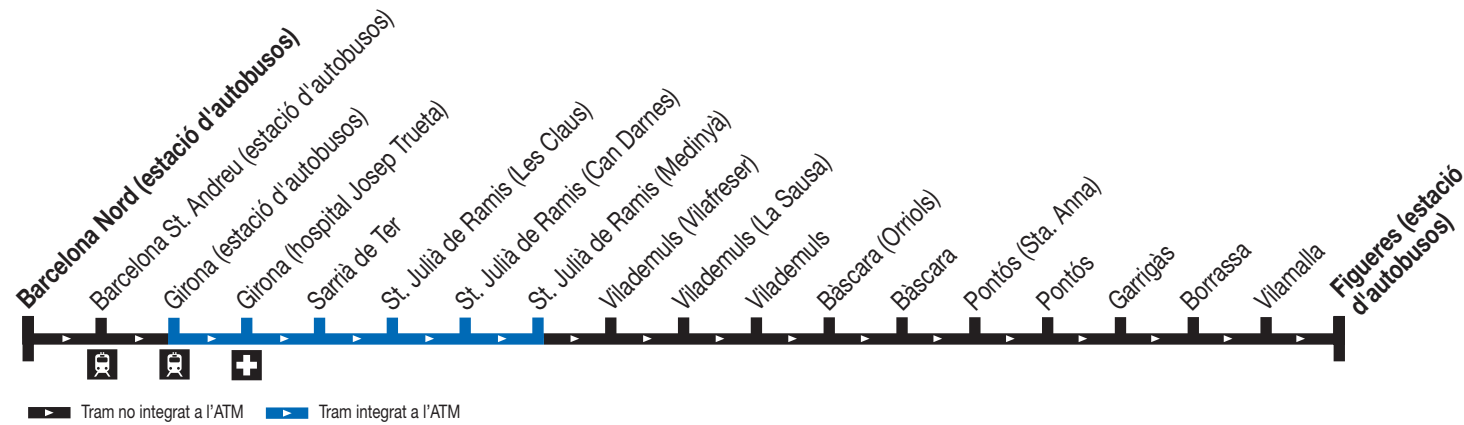 Barcelona Nord (estació d'autobusos)
Barcelona St. Andreu (estació d'autobusos)
Girona (estació d'autobusos)
Girona (hospital Josep Trueta)
Sarrià de Ter
St. Julià de Ramis (Les Claus)
St. Julià de Ramis (Can Darnes)
St. Julià de Ramis (Medinyà)
Vilademuls (Vilafreser)
Vilademuls (La Sausa)
Vilademuls
Bàscara (Orriols)
Bàscara
Pontós (Sta. Anna)
Pontós
Garrigàs
Borrassa
Vilamalla
Figueres (estació
d'autobusos)
Tram no integrat a l'ATM
Tram integrat a l'ATM